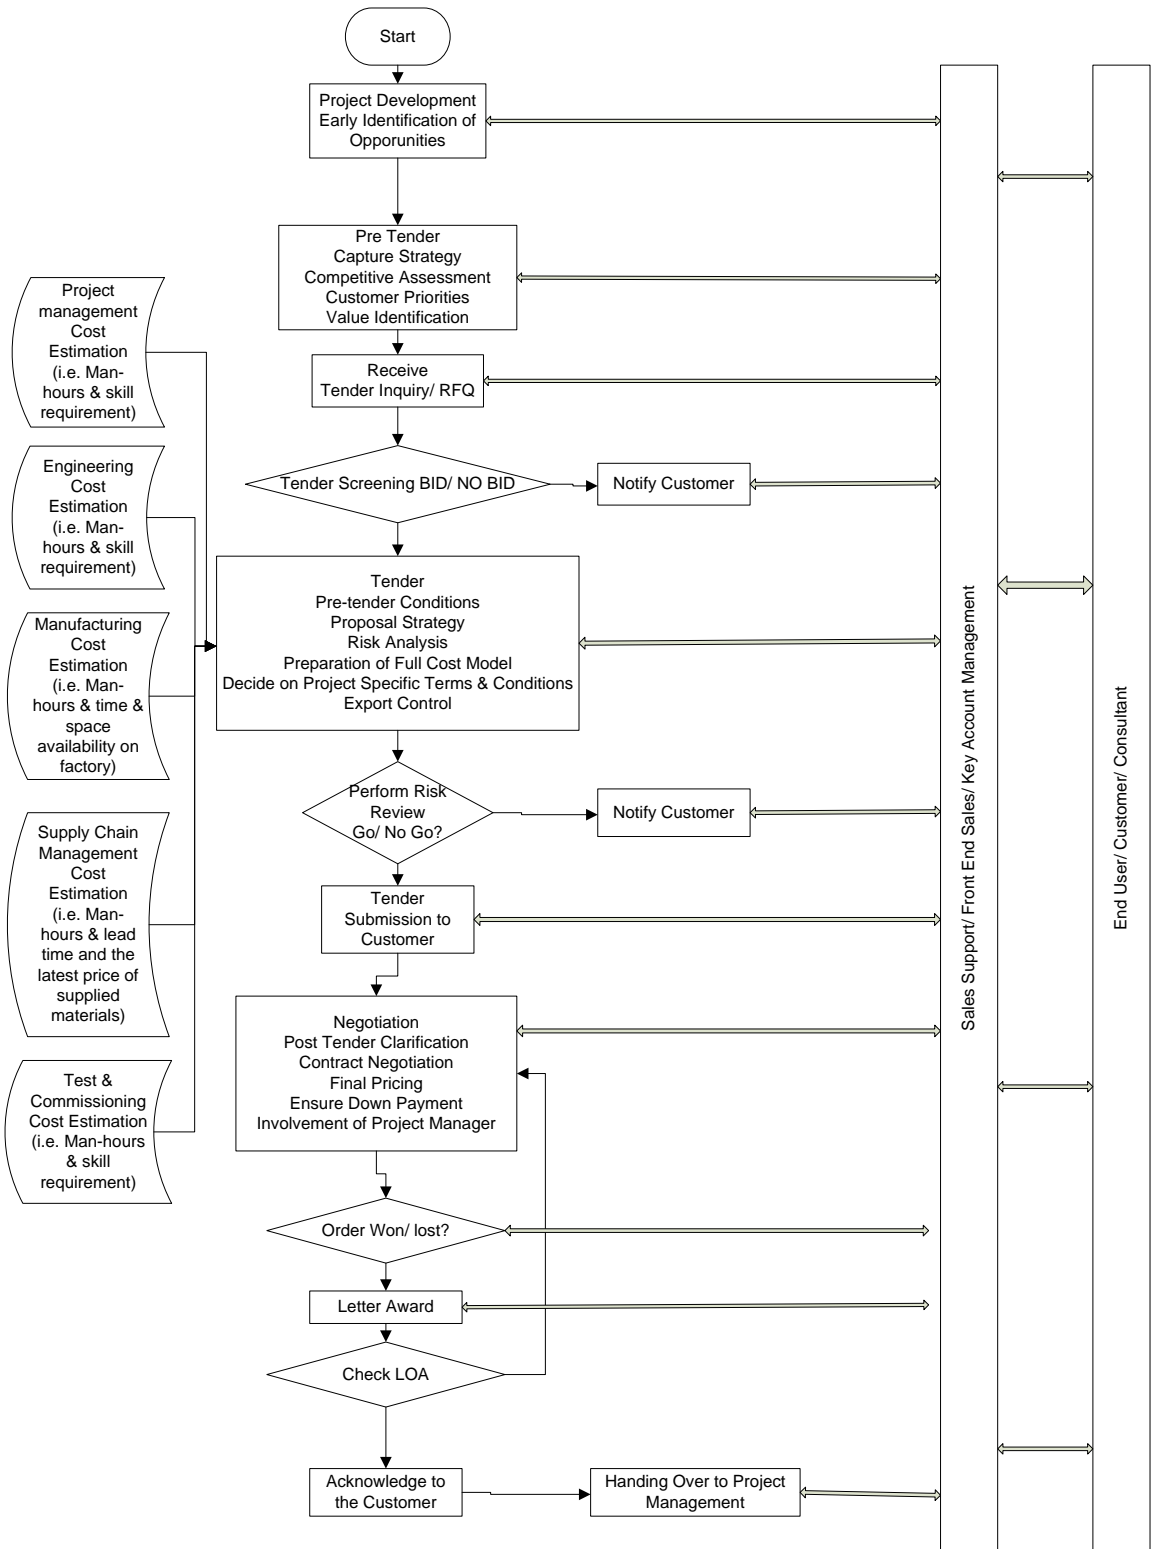 Start
Project Development
Early Identification of
Opporunities
Pre Tender
Capture Strategy
Competitive Assessment
Customer Priorities
Value Identification
Project
management
Cost
Estimation
(i.e. Man-
hours & skill
requirement)
Receive
Tender Inquiry/ RFQ
Engineering
Cost
Estimation
(i.e. Man-
hours & skill
requirement)
Tender Screening BID/ NO BID
Notify Customer
Manufacturing
Cost
Estimation
(i.e. Man-
hours & time &
space
availability on
factory)
Tender
Pre-tender Conditions
Proposal Strategy
Risk Analysis
Preparation of Full Cost Model
Decide on Project Specific Terms & Conditions
Export Control
Perform Risk
Review
Go/ No Go?
Notify Customer
Supply Chain
Management
Cost
Estimation
(i.e. Man-
hours & lead
time and the
latest price of
supplied
materials)
Tender
Submission to
Customer
Negotiation
Post Tender Clarification
Contract Negotiation
Final Pricing
Ensure Down Payment
Involvement of Project Manager
Test &
Commissioning
Cost Estimation
(i.e. Man-hours
& skill
requirement)
Order Won/ lost?
Letter Award
Check LOA
Acknowledge to
the Customer
Handing Over to Project
Management
Sales Support/ Front End Sales/ Key Account Management
End User/ Customer/ Consultant